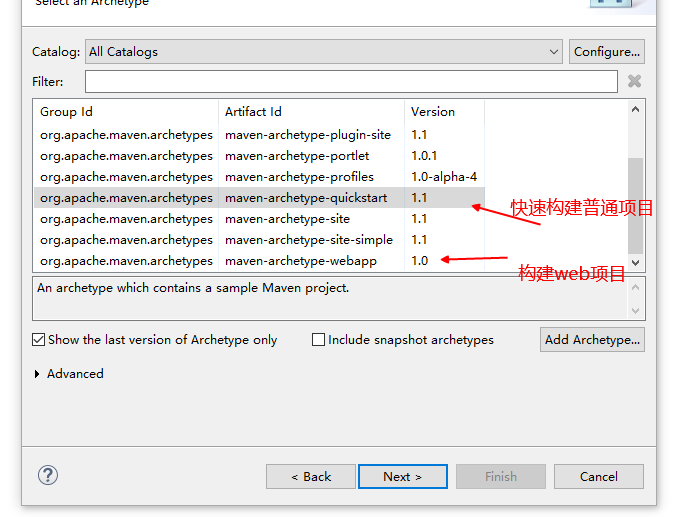 Select an Archetype
Catalog: All Catalogs Configure...
Filter:
Group Id Artifact Id Version
org.apache.maven.archetypes maven-archetype-plugin-site 1.1
org.apache.maven.archetypes maven-archetype-portlet 1.0.1
org.apache.maven.archetypes maven-archetype-profiles 1.0-alpha-4
org.apache.maven.archetypes maven-archetype-quickstart 1.1
快速构建普通项目
org.apache.maven.archetypes maven-archetype-site 1.1
org.apache.maven.archetypes maven-archetype-site-simple 1.1
org.apache.maven.archetypes maven-archetype-webapp 1.0
构建web项目
An archetype which contains a sample Maven project.
Show the last version of Archetype only Include snapshot archetypes Add Archetype...
Advanced
? < Back Next > Finish Cancel